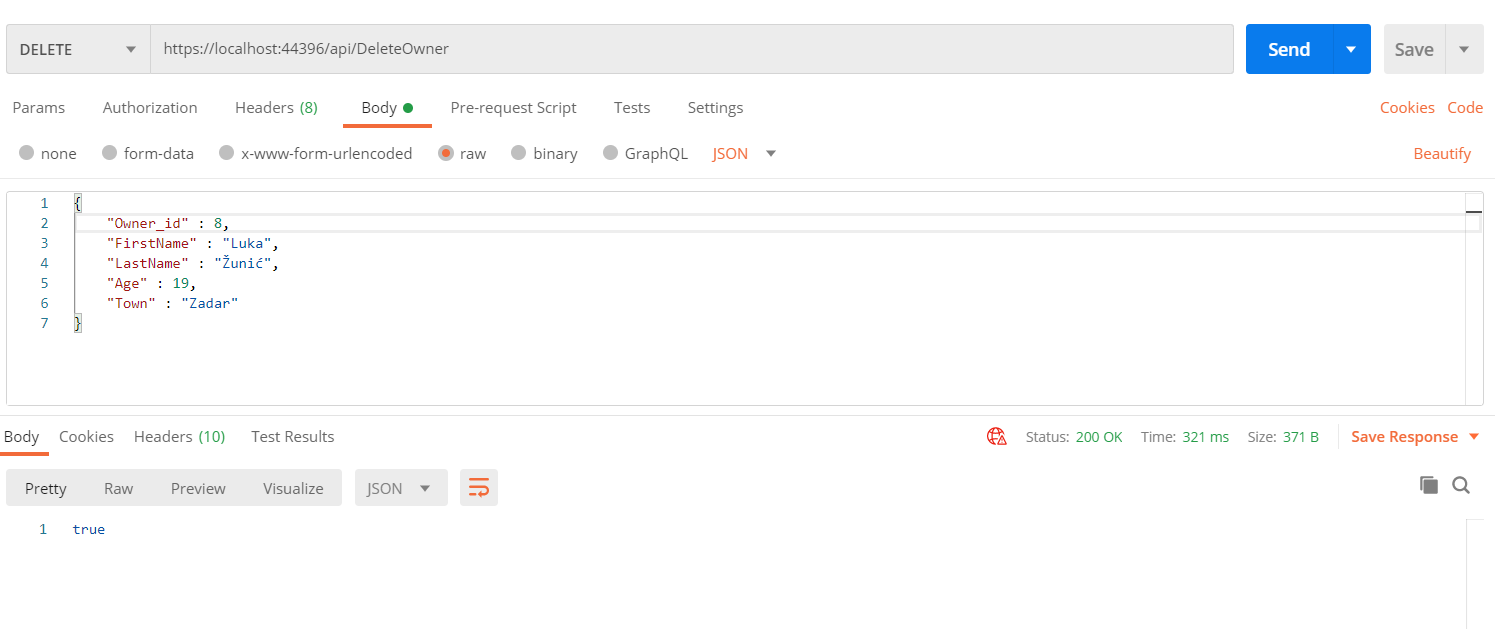 DELETE https://localhost:44396/api/DeleteOwner Send Save
Params Authorization Headers (8) Body Pre-request Script Tests Settings Cookies Code
none form-data x-www-form-urlencoded raw binary GraphQL JSON Beautify
1 {
2 "Owner_id" : 8,
3 "FirstName" : "Luka",
4 "LastName" : "Žunić",
5 "Age" : 19,
6 "Town" : "Zadar"
7 }
Body Cookies Headers (10) Test Results Status: 200 OK Time: 321 ms Size: 371 B Save Response
Pretty Raw Preview Visualize JSON
1 true